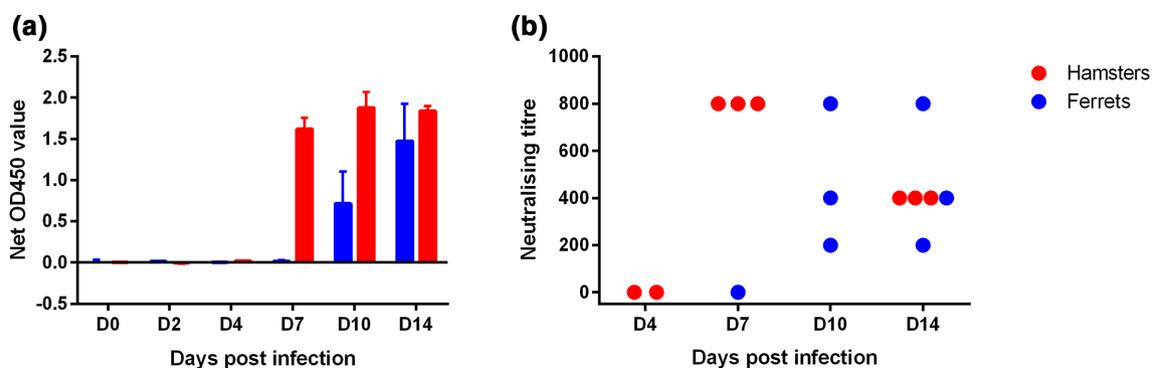 (a)
Net OD450 value
2.5
2.0
1.5
1.0
0.5
0.0
-0.5
D0 D2 D4 D7 D10 D14
Days post infection
(b)
Neutralising titre
1000
800
600
400
200
0
D4 D7 D10 D14
Days post infection
Hamsters
Ferrets